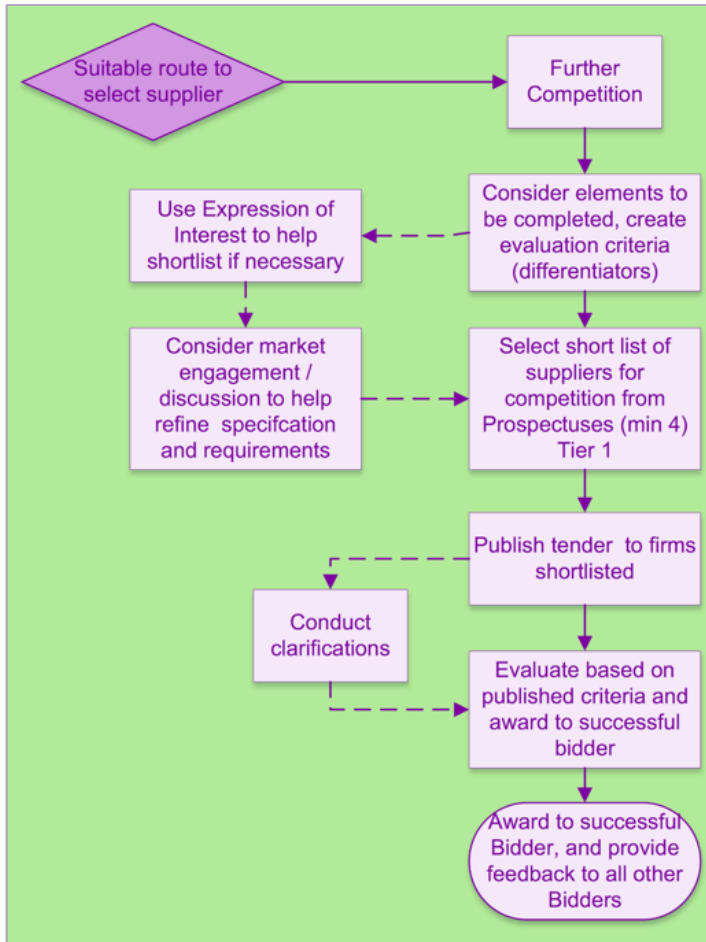 Suitable route to
select supplier
Further
Competition
Consider elements to
be completed, create
evaluation criteria
(differentiators)
Use Expression of
Interest to help
shortlist if necessary
Consider market
engagement /
discussion to help
refine specifcation
and requirements
Select short list of
suppliers for
competition from
Prospectuses (min 4)
Tier 1
Publish tender to firms
shortlisted
Conduct
clarifications
Evaluate based on
published criteria and
award to successful
bidder
Award to successful
Bidder, and provide
feedback to all other
Bidders